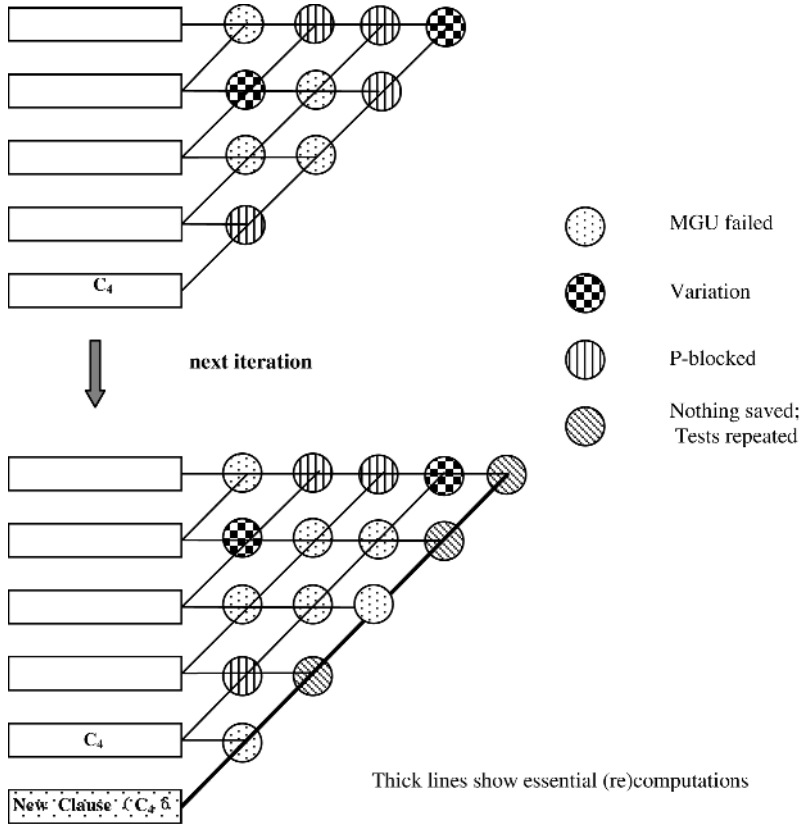 MGU failed
Variation
C₄
next iteration
P-blocked
Nothing saved;
Tests repeated
C₄
Thick lines show essential (re)computations
New Clause (C₄